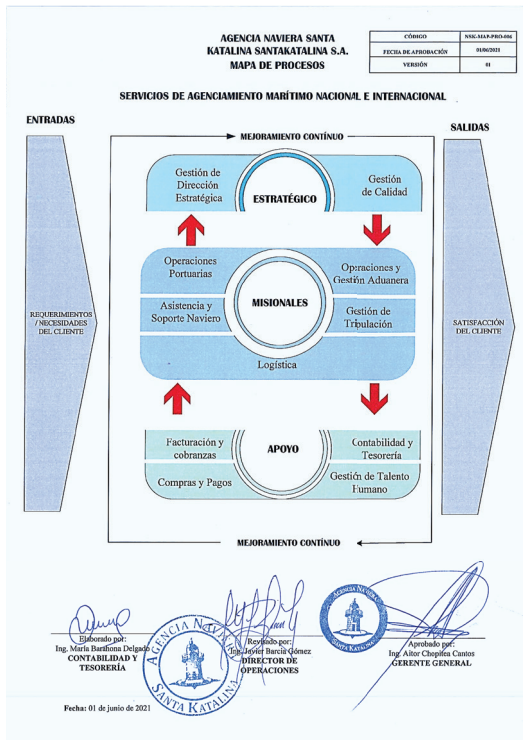 AGENCIA NAVIERA SANTA
KATALINA SANTAKATALINA S.A.
MAPA DE PROCESOS
CÓDIGO NSK-MAP-PRO-006
FECHA DE APROBACIÓN 01/06/2021
VERSIÓN 01
SERVICIOS DE AGENCIAMIENTO MARÍTIMO NACIONAL E INTERNACIONAL
ENTRADAS
SALIDAS
MEJORAMIENTO CONTÍNUO
Gestión de
Dirección
Estratégica
ESTRATÉGICO
Gestión
de Calidad
Operaciones
Portuarias
Operaciones y
Gestión Aduanera
MISIONALES
Asistencia y
Soporte Naviero
Gestión de
Tripulación
REQUERIMIENTOS
/ NECESIDADES
DEL CLIENTE
SATISFACCIÓN
DEL CLIENTE
Logística
Facturación y
cobranzas
APOYO
Contabilidad y
Tesorería
Compras y Pagos
Gestión de Talento
Humano
MEJORAMIENTO CONTÍNUO
Elaborado por:
Ing. María Barahona Delgado
CONTABILIDAD Y
TESORERÍA
Revisado por:
Ing. Javier Barcia Gómez
DIRECTOR DE
OPERACIONES
Aprobado por:
Ing. Aitor Chopitea Cantos
GERENTE GENERAL
AGENCIA NAVIERA
SANTA KATALINA
AGENCIA NAVIERA
SANTA KATALINA
Fecha: 01 de junio de 2021